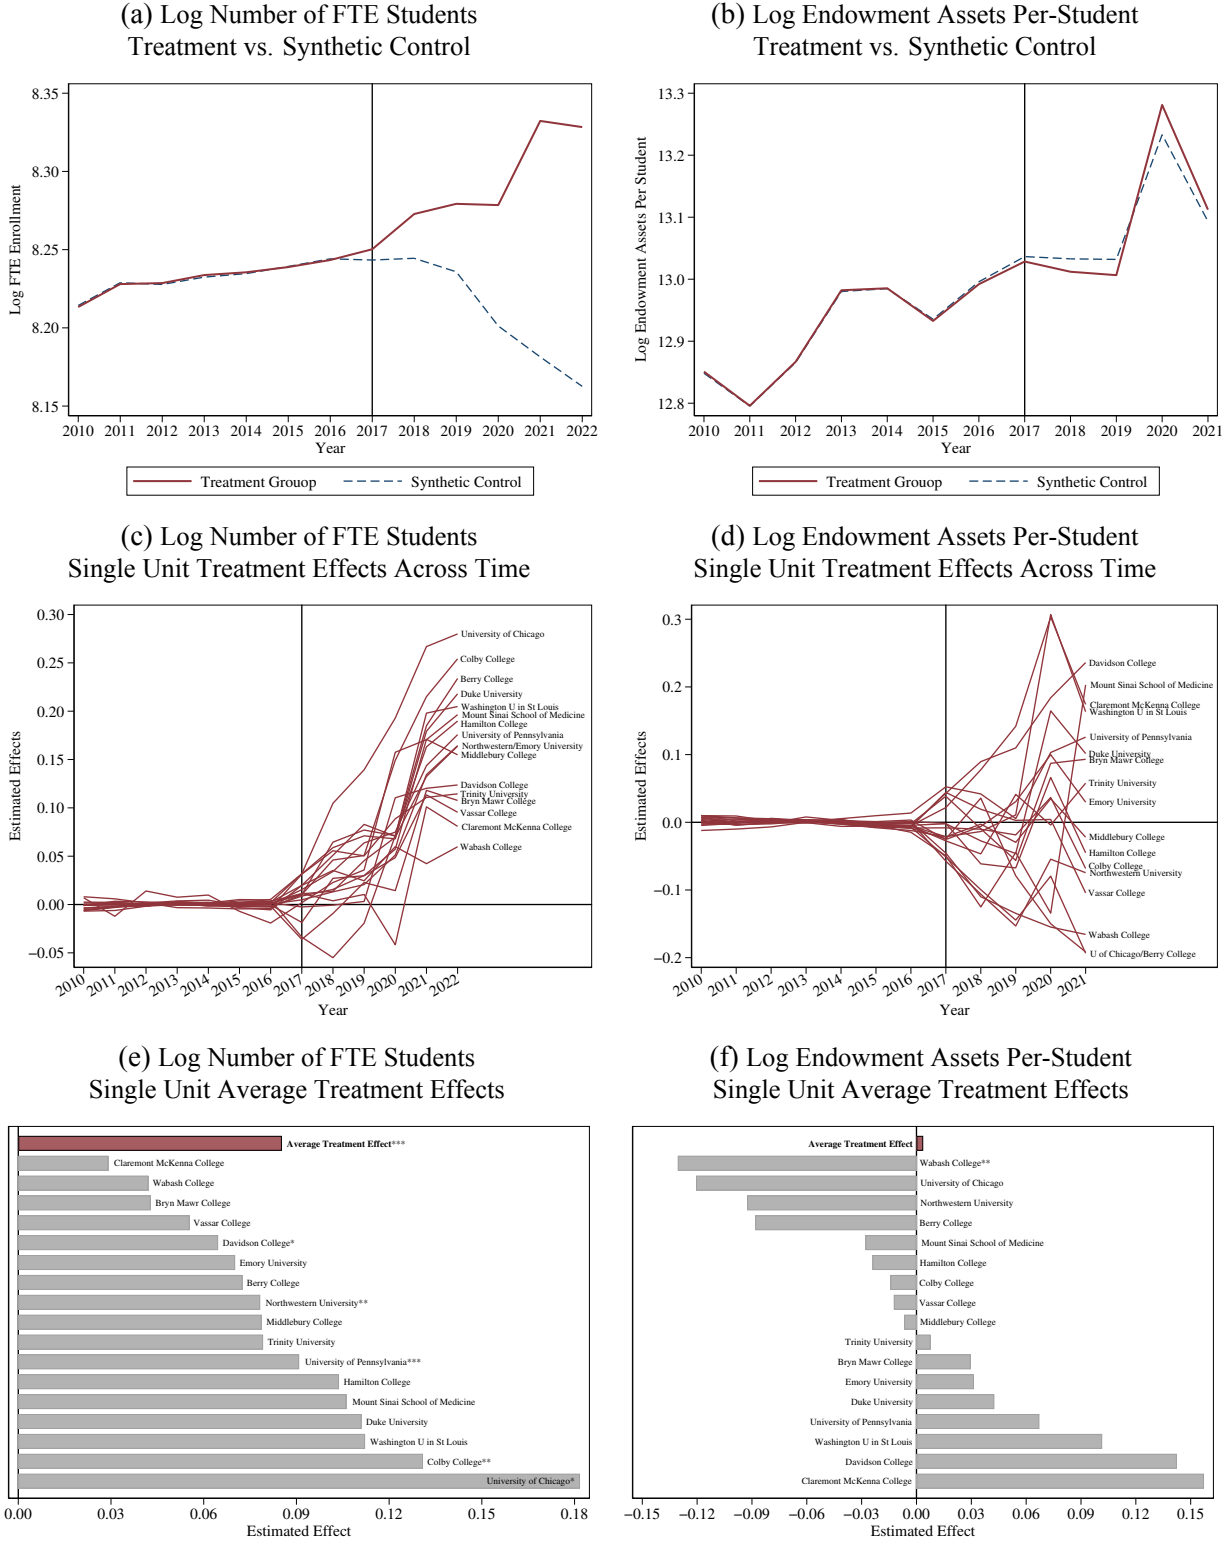 (a) Log Number of FTE Students
Treatment vs. Synthetic Control
8.35
8.30
8.25
8.20
8.15
Log FTE Enrollment
2010 2011 2012 2013 2014 2015 2016 2017 2018 2019 2020 2021 2022
Year
Treatment Grouop
Synthetic Control
(b) Log Endowment Assets Per-Student
Treatment vs. Synthetic Control
13.3
13.2
13.1
13.0
12.9
12.8
Log Endowment Assets Per Student
2010 2011 2012 2013 2014 2015 2016 2017 2018 2019 2020 2021
Year
Treatment Grouop
Synthetic Control
(c) Log Number of FTE Students
Single Unit Treatment Effects Across Time
0.30
0.25
0.20
0.15
0.10
0.05
0.00
−0.05
Estimated Effects
University of Chicago
Colby College
Berry College
Duke University
Washington U in St Louis
Mount Sinai School of Medicine
Hamilton College
University of Pennsylvania
Northwestern/Emory University
Middlebury College
Davidson College
Trinity University
Bryn Mawr College
Vassar College
Claremont McKenna College
Wabash College
2010 2011 2012 2013 2014 2015 2016 2017 2018 2019 2020 2021 2022
Year
(d) Log Endowment Assets Per-Student
Single Unit Treatment Effects Across Time
0.3
0.2
0.1
0.0
−0.1
−0.2
Estimated Effects
Davidson College
Mount Sinai School of Medicine
Claremont McKenna College
Washington U in St Louis
University of Pennsylvania
Duke University
Bryn Mawr College
Trinity University
Emory University
Middlebury College
Hamilton College
Colby College
Northwestern University
Vassar College
Wabash College
U of Chicago/Berry College
2010 2011 2012 2013 2014 2015 2016 2017 2018 2019 2020 2021
Year
(e) Log Number of FTE Students
Single Unit Average Treatment Effects
Average Treatment Effect***
Claremont McKenna College
Wabash College
Bryn Mawr College
Vassar College
Davidson College*
Emory University
Berry College
Northwestern University**
Middlebury College
Trinity University
University of Pennsylvania***
Hamilton College
Mount Sinai School of Medicine
Duke University
Washington U in St Louis
Colby College**
University of Chicago*
0.00 0.03 0.06 0.09 0.12 0.15 0.18
Estimated Effect
(f) Log Endowment Assets Per-Student
Single Unit Average Treatment Effects
Average Treatment Effect
Wabash College**
University of Chicago
Northwestern University
Berry College
Mount Sinai School of Medicine
Hamilton College
Colby College
Vassar College
Middlebury College
Trinity University
Bryn Mawr College
Emory University
Duke University
University of Pennsylvania
Washington U in St Louis
Davidson College
Claremont McKenna College
−0.15 −0.12 −0.09 −0.06 −0.03 0.00 0.03 0.06 0.09 0.12 0.15
Estimated Effect